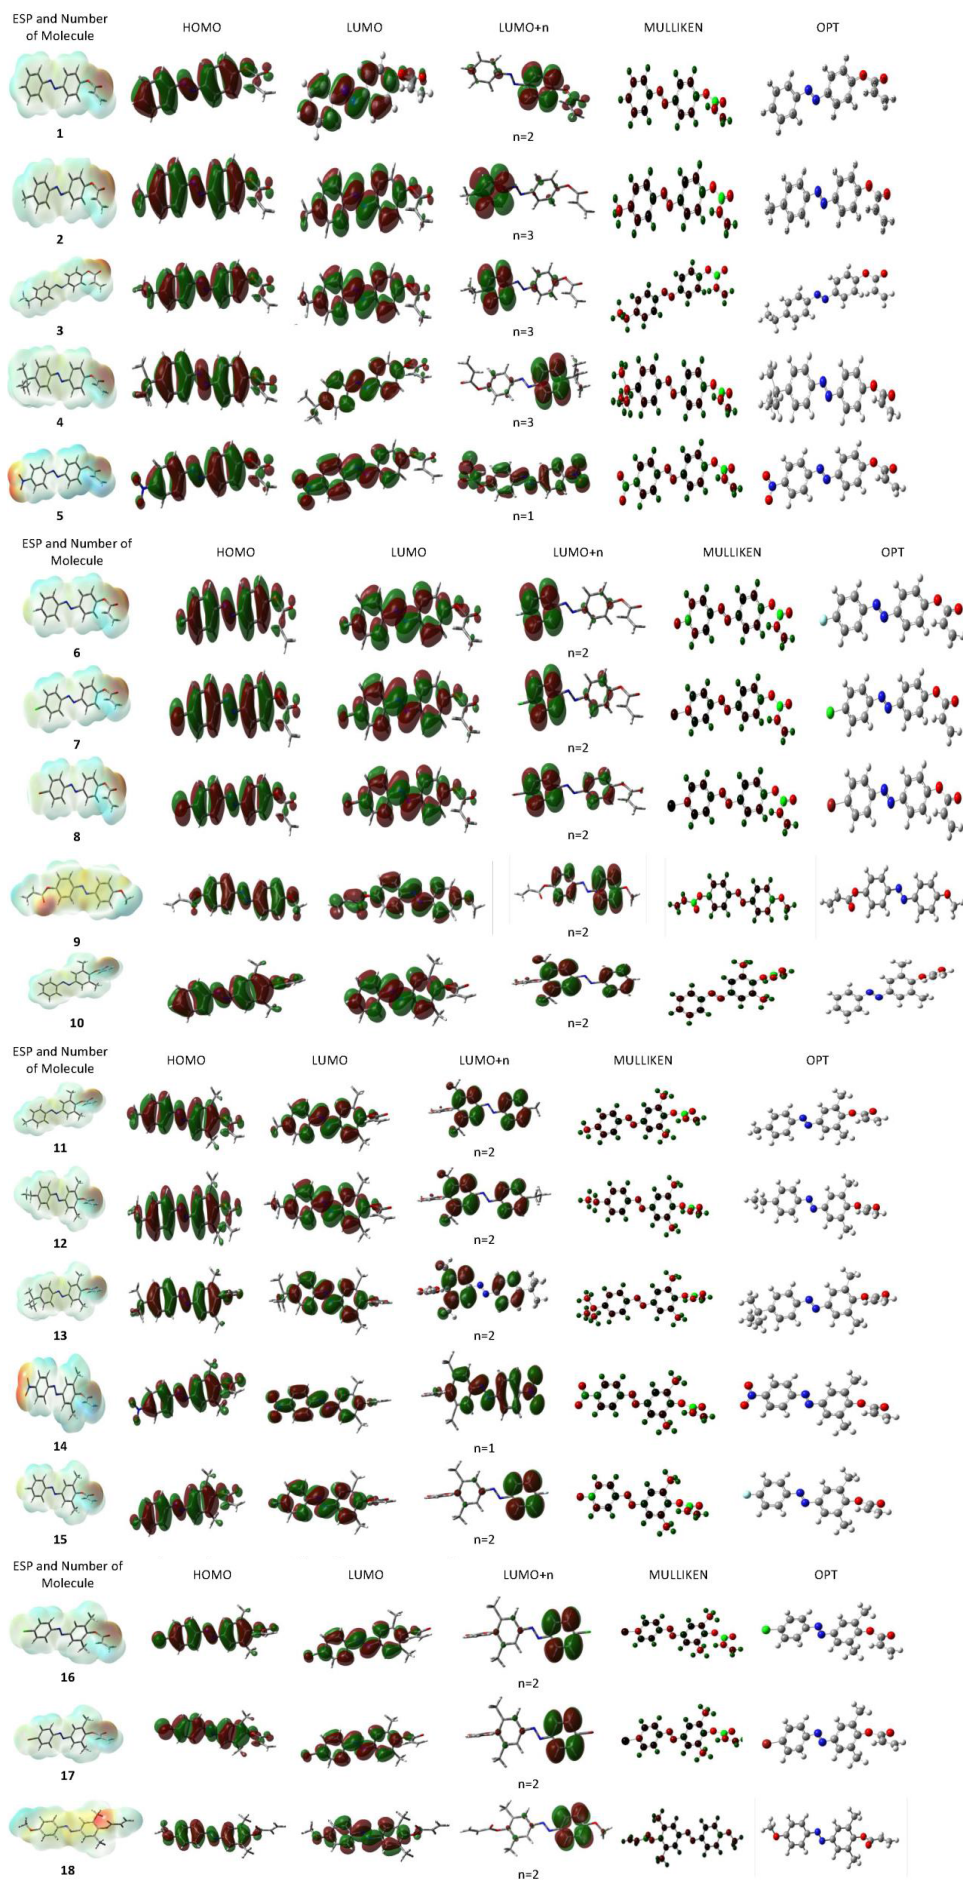 ESP and Number
of Molecule
HOMO
LUMO
LUMO+n
MULLIKEN
OPT
1
n=2
2
n=3
3
n=3
4
n=3
5
n=1
ESP and Number of
Molecule
HOMO
LUMO
LUMO+n
MULLIKEN
OPT
6
n=2
7
n=2
8
n=2
9
n=2
10
n=2
ESP and Number
of Molecule
HOMO
LUMO
LUMO+n
MULLIKEN
OPT
11
n=2
12
n=2
13
n=2
14
n=1
15
n=2
ESP and Number of
Molecule
HOMO
LUMO
LUMO+n
MULLIKEN
OPT
16
n=2
17
n=2
18
n=2